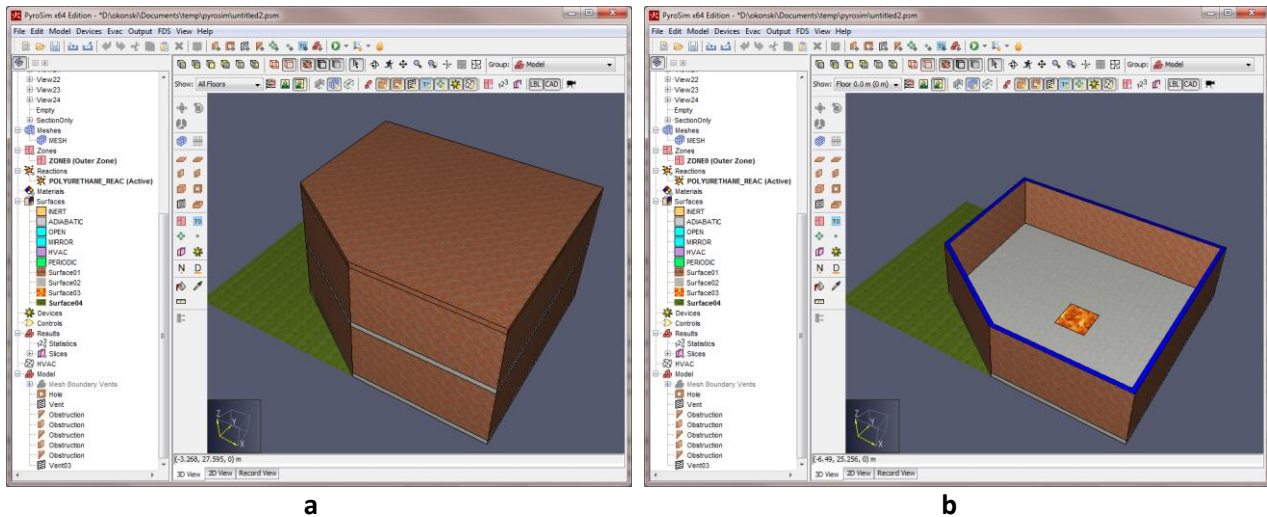 PyroSim x64 Edition - *D:\okonski\Documents\temp\pyrosim\untitled2.psm
File Edit Model Devices Evac Output FDS View Help
Group: Model
View22
View23
View24
Empty
SectionOnly
Meshes
MESH
Zones
ZONE0 (Outer Zone)
Reactions
POLYURETHANE_REAC (Active)
Materials
Surfaces
INERT
ADIABATIC
OPEN
MIRROR
HVAC
PERIODIC
Surface01
Surface02
Surface03
Surface04
Devices
Controls
Results
Statistics
Slices
HVAC
Model
Mesh Boundary Vents
Hole
Vent
Obstruction
Obstruction
Obstruction
Obstruction
Obstruction
Vent03
Show: All Floors
LBL CAD
N D
Z Y X
(-3.268, 27.595, 0) m
3D View 2D View Record View
a
PyroSim x64 Edition - *D:\okonski\Documents\temp\pyrosim\untitled2.psm
File Edit Model Devices Evac Output FDS View Help
Group: Model
View22
View23
View24
Empty
SectionOnly
Meshes
MESH
Zones
ZONE0 (Outer Zone)
Reactions
POLYURETHANE_REAC (Active)
Materials
Surfaces
INERT
ADIABATIC
OPEN
MIRROR
HVAC
PERIODIC
Surface01
Surface02
Surface03
Surface04
Devices
Controls
Results
Statistics
Slices
HVAC
Model
Mesh Boundary Vents
Hole
Vent
Obstruction
Obstruction
Obstruction
Obstruction
Obstruction
Vent03
Show: Floor 0.0 m (0 m)
LBL CAD
N D
Z Y X
(-6.49, 25.256, 0) m
3D View 2D View Record View
b